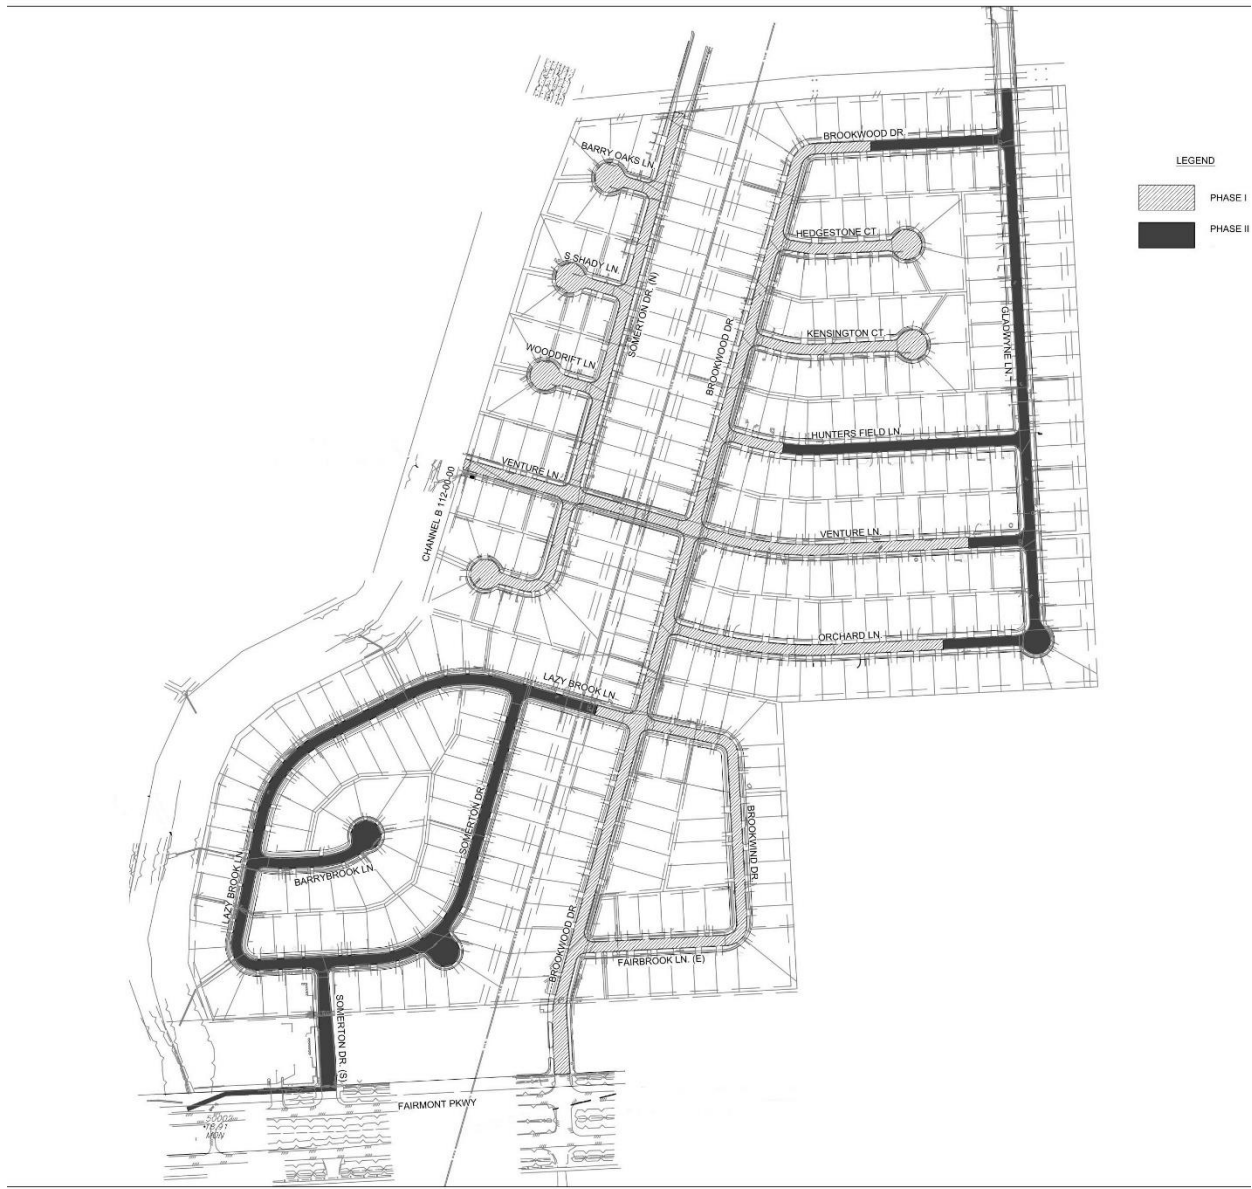 BROOKWOOD DR.
BARRY OAKS LN
LEGEND
PHASE I
PHASE II
HEDGESTONE CT.
S SHADY LN.
SOMERTON DR. (N)
GLADWYNE LN.
KENSINGTON CT.
WOODDRIFT LN.
BROOKWOOD DR.
HUNTERS FIELD LN
VENTURE LN.
CHANNEL B 112-00-00
VENTURE LN.
ORCHARD LN.
LAZY BROOK LN.
BROOKWIND DR.
SOMERTON DR.
BARRYBROOK LN
LAZY BROOK LN.
BROOKWOOD DR.
FAIRBROOK LN. (E)
SOMERTON DR. (S)
FAIRMONT PKWY